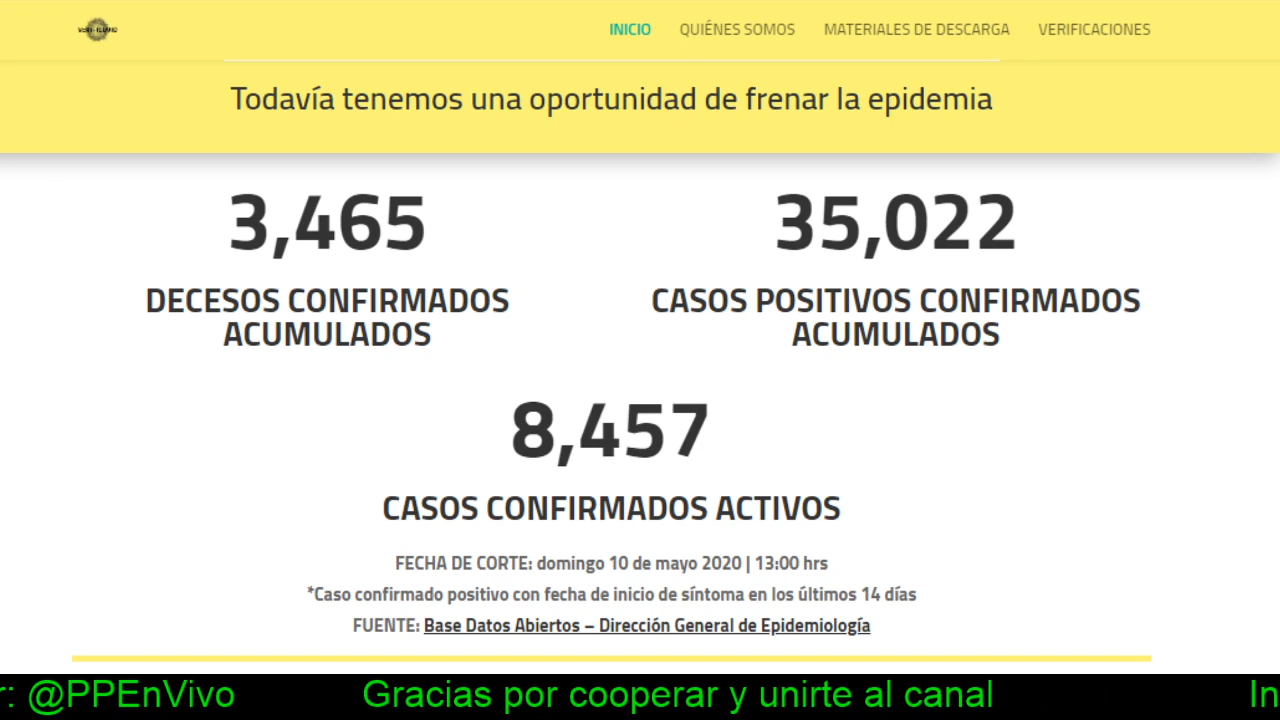 INICIO QUIÉNES SOMOS MATERIALES DE DESCARGA VERIFICACIONES
Todavía tenemos una oportunidad de frenar la epidemia
3,465
DECESOS CONFIRMADOS
ACUMULADOS
35,022
CASOS POSITIVOS CONFIRMADOS
ACUMULADOS
8,457
CASOS CONFIRMADOS ACTIVOS
FECHA DE CORTE: domingo 10 de mayo 2020 | 13:00 hrs
*Caso confirmado positivo con fecha de inicio de síntoma en los últimos 14 días
FUENTE: Base Datos Abiertos – Dirección General de Epidemiología
r: @PPEnVivo Gracias por cooperar y unirte al canal In